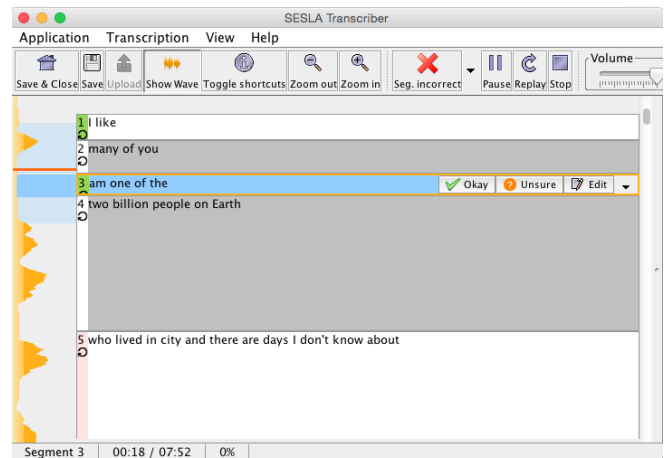 SESLA Transcriber
Application Transcription View Help
Save & Close Save Upload Show Wave Toggle shortcuts Zoom out Zoom in Seg. incorrect Pause Replay Stop Volume
1 I like
2 many of you
3 am one of the Okay Unsure Edit
4 two billion people on Earth
5 who lived in city and there are days I don't know about
Segment 3 00:18 / 07:52 0%